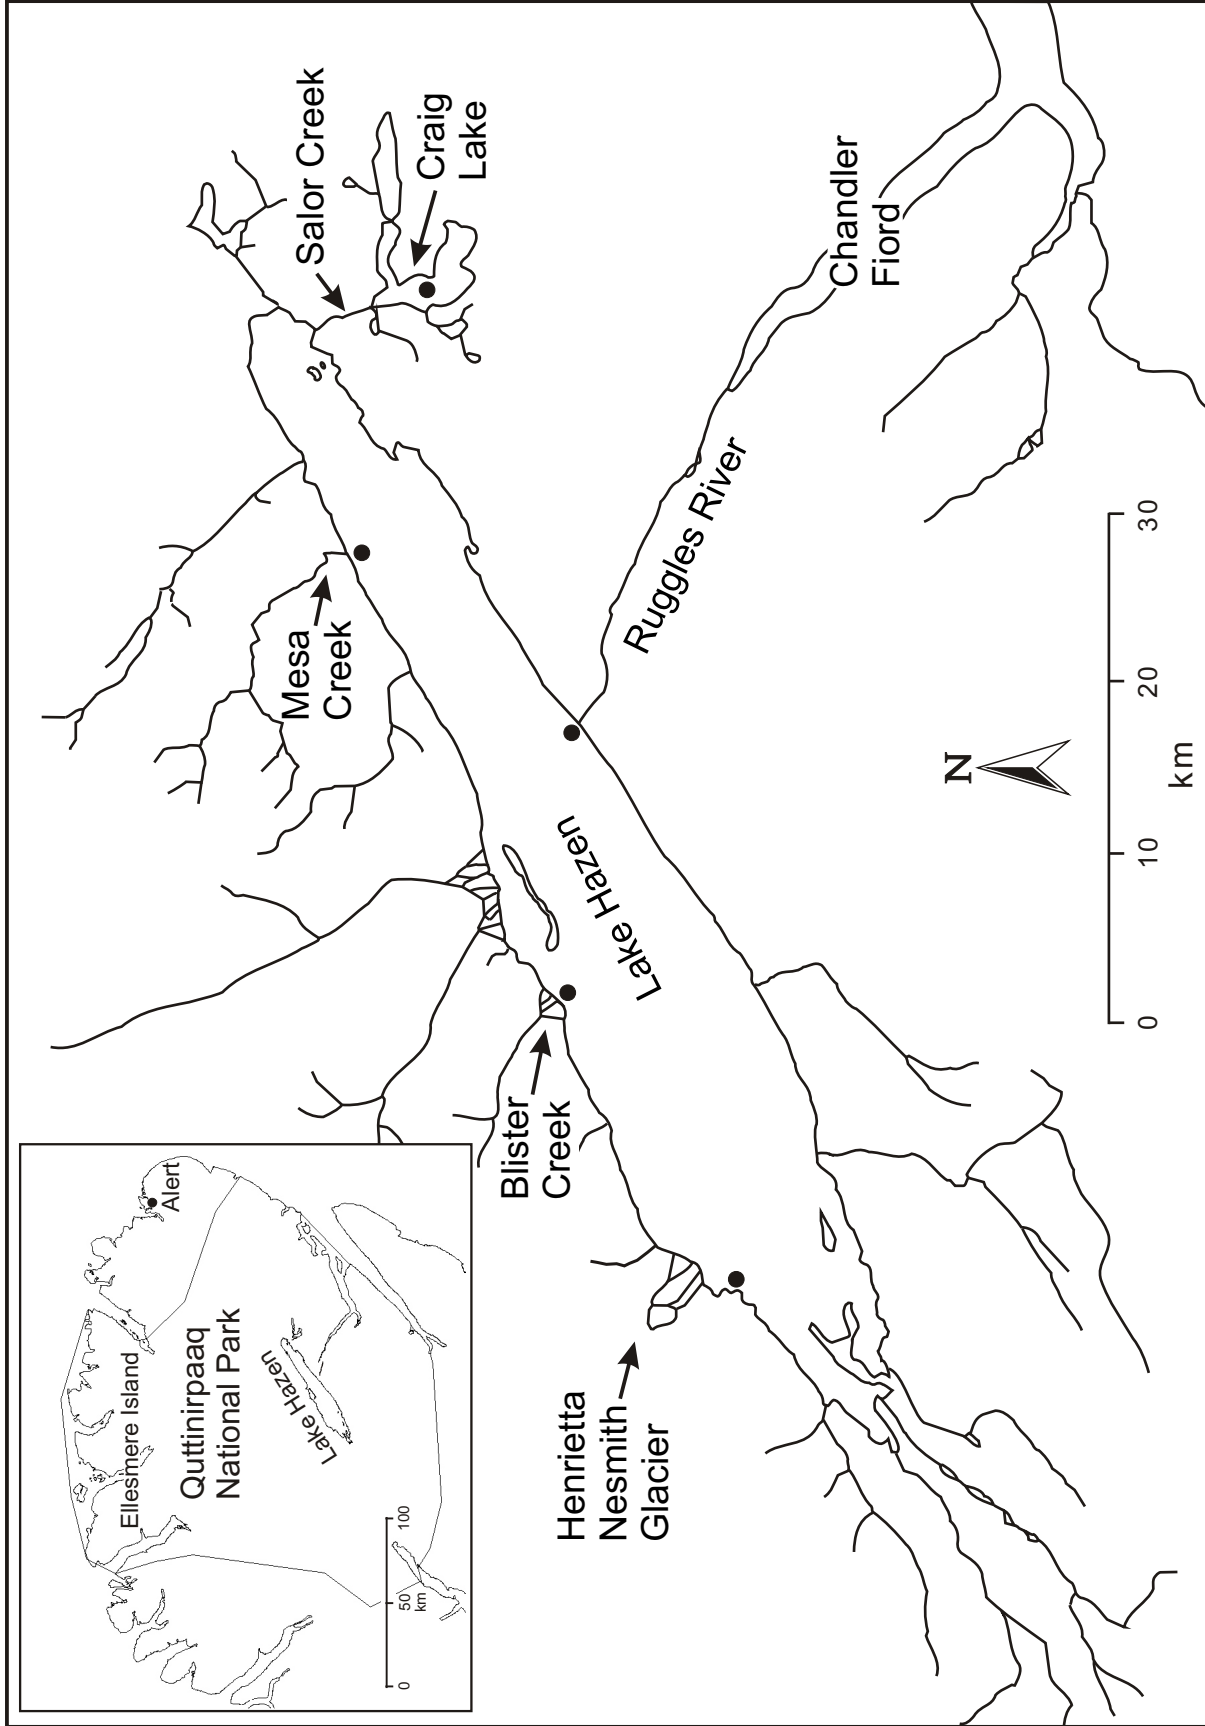 Alert
Ellesmere Island
Quttinirpaaq
National Park
Lake Hazen
0
50
100
km
Salor Creek
Craig
Lake
Mesa
Creek
Blister
Creek
Henrietta
Nesmith
Glacier
Lake Hazen
Ruggles River
Chandler
Fiord
N
0
10
20
30
km